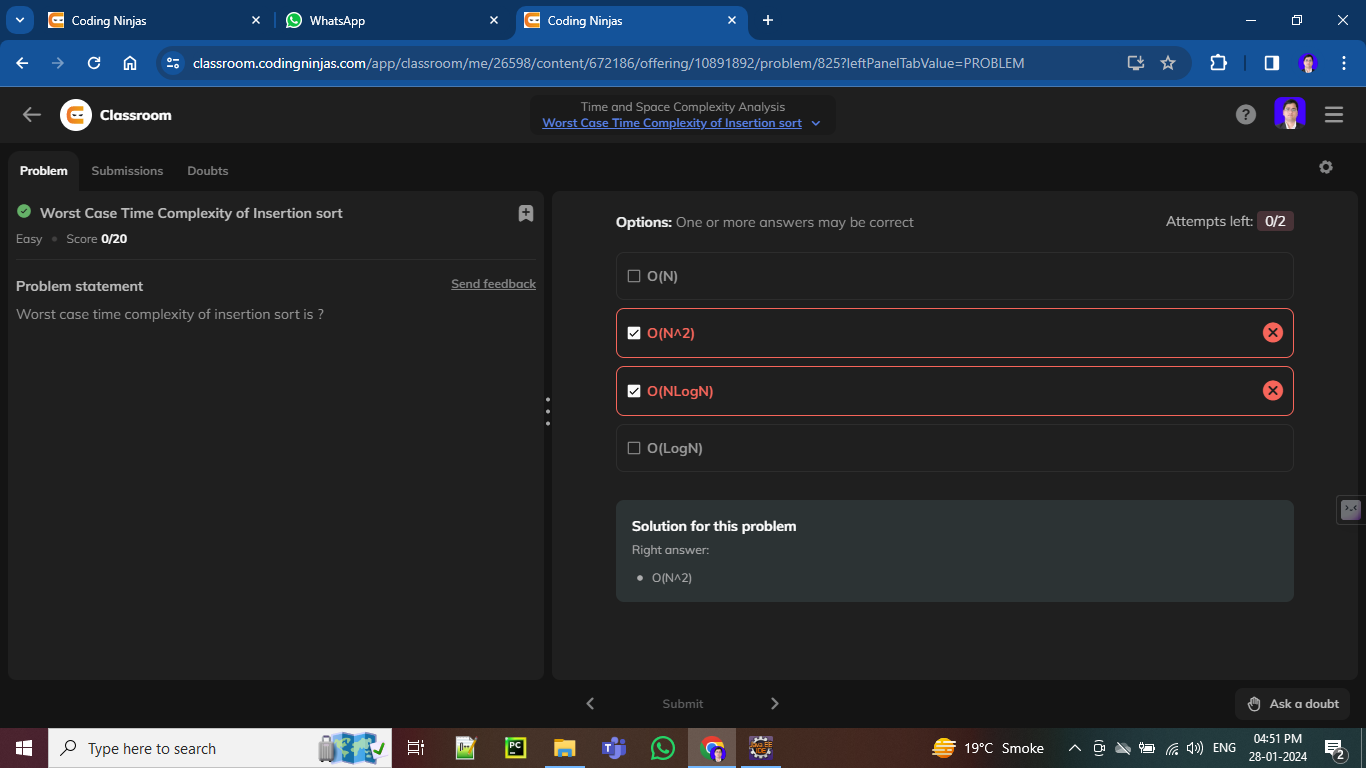 Coding Ninjas
WhatsApp
Coding Ninjas
classroom.codingninjas.com/app/classroom/me/26598/content/672186/offering/10891892/problem/825?leftPanelTabValue=PROBLEM
Classroom
Time and Space Complexity Analysis
Worst Case Time Complexity of Insertion sort
Problem Submissions Doubts
Worst Case Time Complexity of Insertion sort
Easy • Score 0/20
Problem statement
Send feedback
Worst case time complexity of insertion sort is ?
Options: One or more answers may be correct
Attempts left: 0/2
O(N)
O(N^2)
O(NLogN)
O(LogN)
Solution for this problem
Right answer:
• O(N^2)
Submit
Ask a doubt
Type here to search
PC
19°C Smoke
ENG
04:51 PM
28-01-2024
2